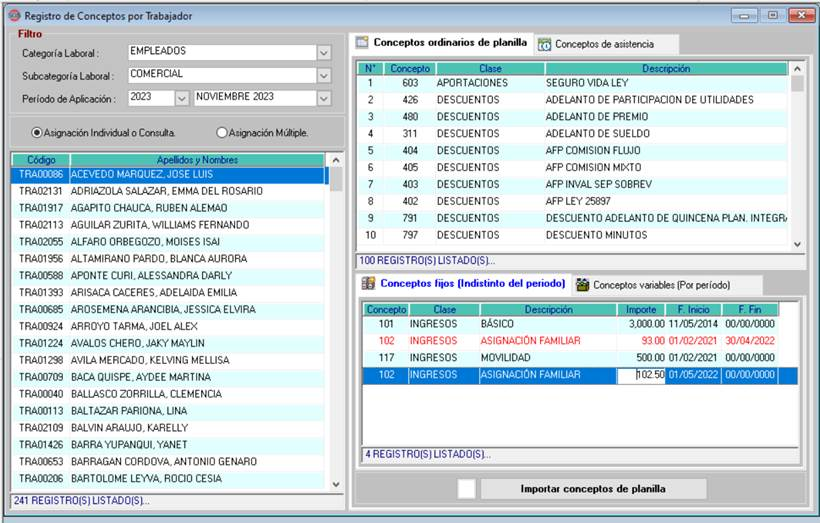 Registro de Conceptos por Trabajador
Filtro
Categoría Laboral : EMPLEADOS
Subcategoría Laboral : COMERCIAL
Período de Aplicación : 2023 NOVIEMBRE 2023
Asignación Individual o Consulta. Asignación Múltiple.
Código Apellidos y Nombres
TRA00086 ACEVEDO MARQUEZ, JOSE LUIS
TRA02131 ADRIAZOLA SALAZAR, EMMA DEL ROSARIO
TRA01917 AGAPITO CHAUCA, RUBEN ALEMAO
TRA02113 AGUILAR ZURITA, WILLIAMS FERNANDO
TRA02055 ALFARO ORBEGOZO, MOISES ISAI
TRA01956 ALTAMIRANO PARDO, BLANCA AURORA
TRA00588 APONTE CURI, ALESSANDRA DARLY
TRA01393 ARISACA CACERES, ADELAIDA EMILIA
TRA00685 AROSEMENA ARANCIBIA, JESSICA ELVIRA
TRA00924 ARROYO TARMA, JOEL ALEX
TRA01224 AVALOS CHERO, JAKY MAYLIN
TRA01298 AVILA MERCADO, KELVING MELLISA
TRA00709 BACA QUISPE, AYDEE MARTINA
TRA00040 BALLASCO ZORRILLA, CLEMENCIA
TRA00113 BALTAZAR PARIONA, LINA
TRA02109 BALVIN ARAUJO, KARELLY
TRA01426 BARRA YUPANQUI, YANET
TRA00653 BARRAGAN CORDOVA, ANTONIO GENARO
TRA00206 BARTOLOME LEYVA, ROCIO CESIA
241 REGISTRO(S) LISTADO(S)...
Conceptos ordinarios de planilla Conceptos de asistencia
N° Concepto Clase Descripción
1 603 APORTACIONES SEGURO VIDA LEY
2 426 DESCUENTOS ADELANTO DE PARTICIPACION DE UTILIDADES
3 480 DESCUENTOS ADELANTO DE PREMIO
4 311 DESCUENTOS ADELANTO DE SUELDO
5 404 DESCUENTOS AFP COMISION FLUJO
6 405 DESCUENTOS AFP COMISION MIXTO
7 403 DESCUENTOS AFP INVAL SEP SOBREV
8 402 DESCUENTOS AFP LEY 25897
9 791 DESCUENTOS DESCUENTO ADELANTO DE QUINCENA PLAN. INTEGRA
10 797 DESCUENTOS DESCUENTO MINUTOS
100 REGISTRO(S) LISTADO(S)...
Conceptos fijos (Indistinto del periodo) Conceptos variables (Por período)
Concepto Clase Descripción Importe F. Inicio F. Fin
101 INGRESOS BÁSICO 3,000.00 11/05/2014 00/00/0000
102 INGRESOS ASIGNACIÓN FAMILIAR 93.00 01/02/2021 30/04/2022
117 INGRESOS MOVILIDAD 500.00 01/02/2021 00/00/0000
102 INGRESOS ASIGNACIÓN FAMILIAR 102.50 01/05/2022 00/00/0000
4 REGISTRO(S) LISTADO(S)...
Importar conceptos de planilla